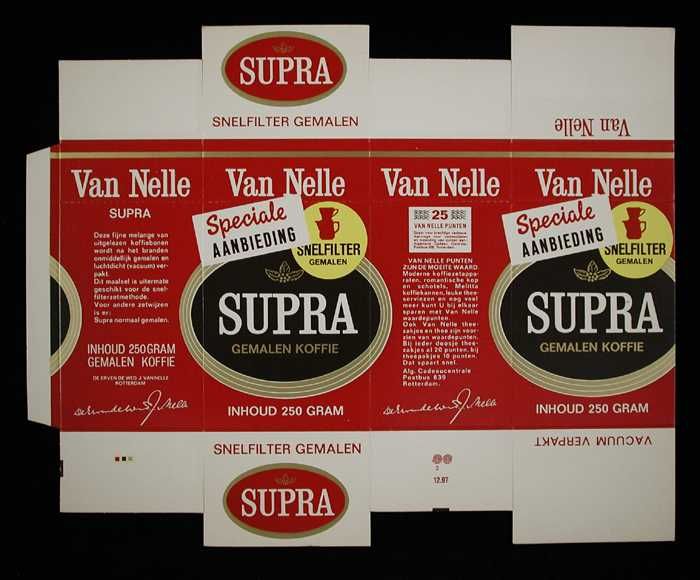 SUPRA
SNELFILTER GEMALEN
Van Nelle
Van Nelle
SUPRA
Deze fijne melange van
uitgelezen koffiebonen
wordt na het branden
onmiddellijk gemalen en
luchtdicht (vacuum) ver-
pakt.
Dit maalsel is uitermate
geschikt voor de snel-
filterzetmethode.
Voor andere zetwijzen
is er:
Supra normaal gemalen.
INHOUD 250 GRAM
GEMALEN KOFFIE
DE ERVEN DE WED. J. VAN NELLE
ROTTERDAM
Van Nelle
Speciale
AANBIEDING
SNELFILTER
GEMALEN
SUPRA
GEMALEN KOFFIE
INHOUD 250 GRAM
Van Nelle
25
VAN NELLE PUNTEN
VAN NELLE PUNTEN
ZIJN DE MOEITE WAARD.
Moderne koffiezetappa-
raten, romantische kop
en schotels, Melitta
koffiekannen, leuke thee-
serviezen en nog veel
meer kunt U bij elkaar
sparen met Van Nelle
waardepunten.
Ook Van Nelle thee-
zakjes en thee zijn voor-
zien van waardepunten.
Bij ieder doosje thee-
zakjes al 20 punten, bij
theepakjes 10 punten.
Dat spaart snel.
Alg. Cadeaucentrale
Postbus 639
Rotterdam.
Van Nelle
Speciale
AANBIEDING
SNELFILTER
GEMALEN
SUPRA
GEMALEN KOFFIE
INHOUD 250 GRAM
SNELFILTER GEMALEN
SUPRA
VACUUM VERPAKT
3
12.97